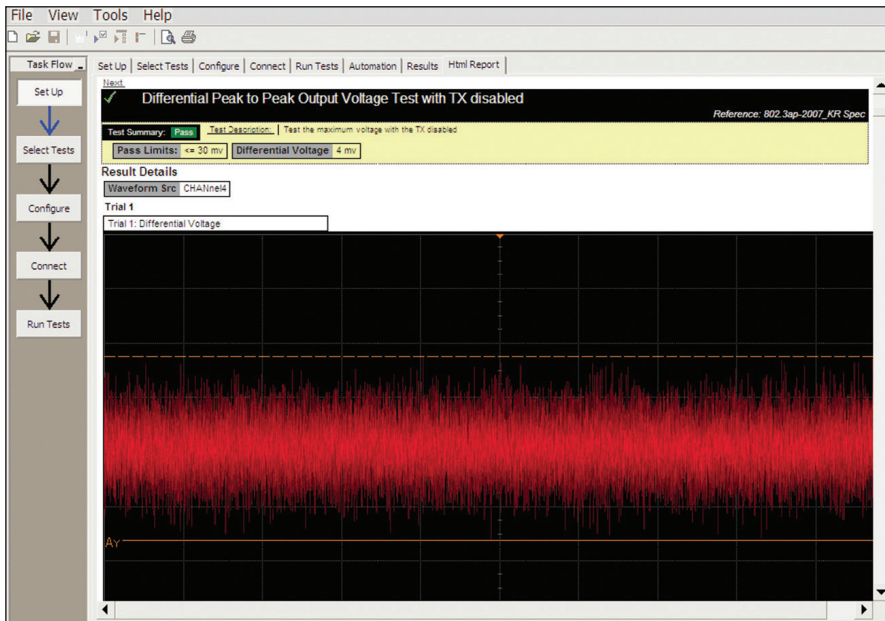 File View Tools Help
Task Flow
Set Up
Select Tests
Configure
Connect
Run Tests
Set Up | Select Tests | Configure | Connect | Run Tests | Automation | Results | Html Report
Next
Differential Peak to Peak Output Voltage Test with TX disabled
Reference: 802.3ap-2007_KR Spec
Test Summary: Pass Test Description: Test the maximum voltage with the TX disabled
Pass Limits: <= 30 mv Differential Voltage 4 mv
Result Details
Waveform Src CHANnel4
Trial 1
Trial 1: Differential Voltage
AY